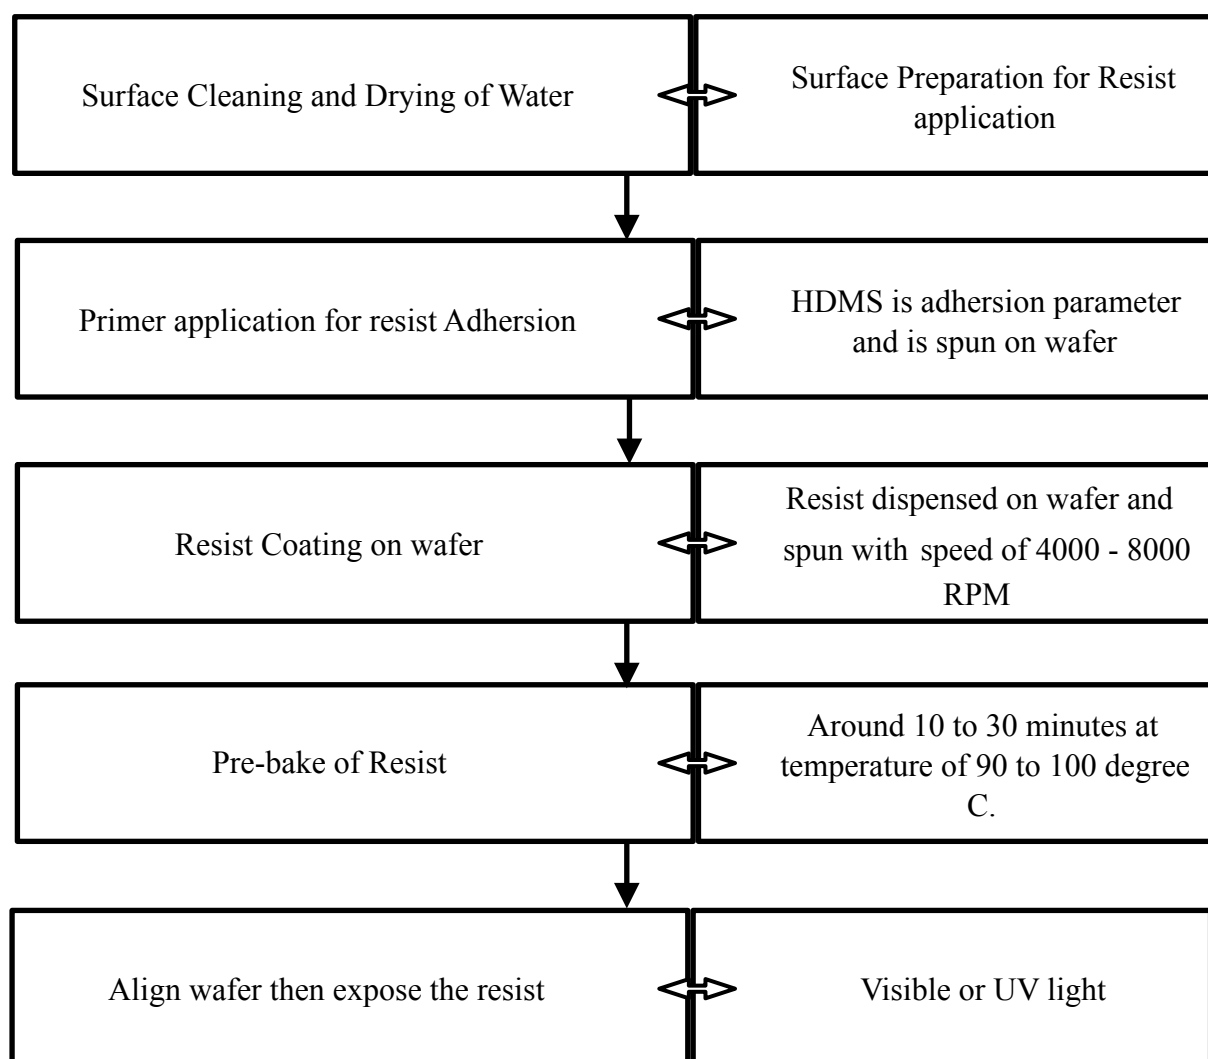 Surface Cleaning and Drying of Water
Surface Preparation for Resist
application
Primer application for resist Adhersion
HDMS is adhersion parameter
and is spun on wafer
Resist Coating on wafer
Resist dispensed on wafer and
spun with speed of 4000 - 8000
RPM
Pre-bake of Resist
Around 10 to 30 minutes at
temperature of 90 to 100 degree
C.
Align wafer then expose the resist
Visible or UV light